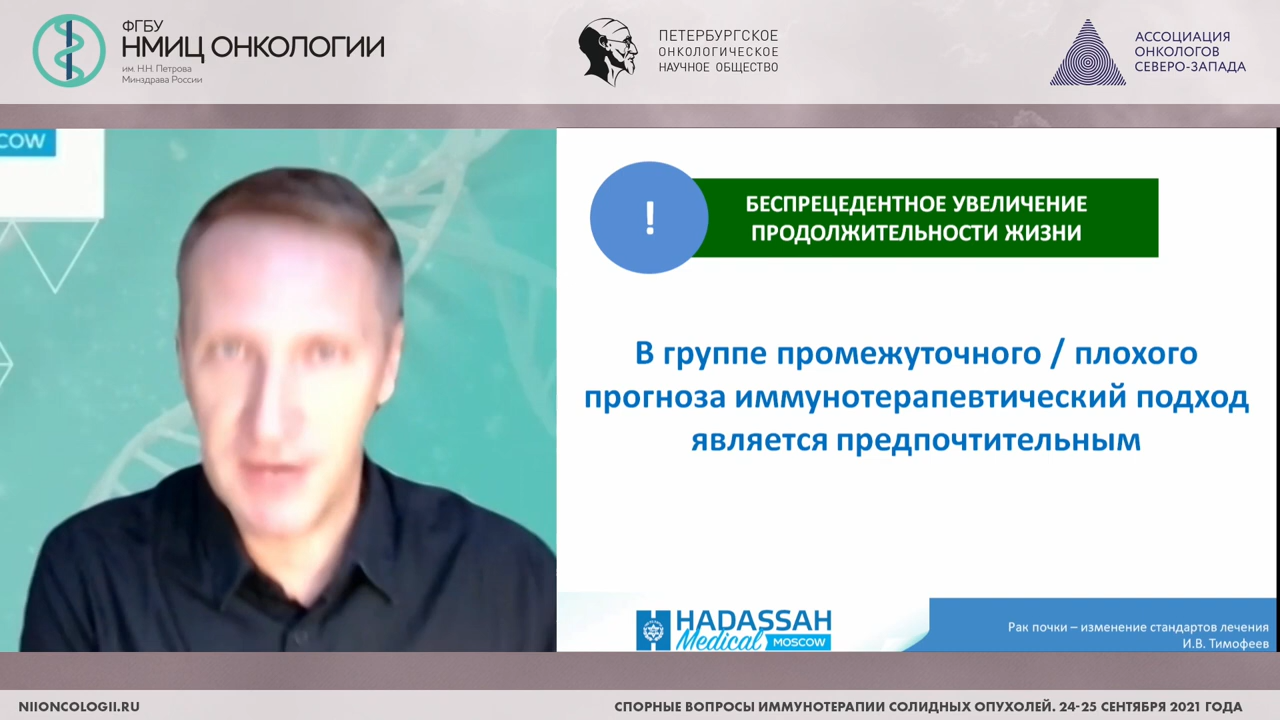 ФГБУ
НМИЦ ОНКОЛОГИИ
им. Н.Н. Петрова
Минздрава России
ПЕТЕРБУРГСКОЕ
ОНКОЛОГИЧЕСКОЕ
НАУЧНОЕ ОБЩЕСТВО
АССОЦИАЦИЯ
ОНКОЛОГОВ
СЕВЕРО-ЗАПАДА
COW
!
БЕСПРЕЦЕДЕНТНОЕ УВЕЛИЧЕНИЕ
ПРОДОЛЖИТЕЛЬНОСТИ ЖИЗНИ
В группе промежуточного / плохого
прогноза иммунотерапевтический подход
является предпочтительным
HADASSAH
Medical MOSCOW
Рак почки – изменение стандартов лечения
И.В. Тимофеев
NIIONCOLOGII.RU
СПОРНЫЕ ВОПРОСЫ ИММУНОТЕРАПИИ СОЛИДНЫХ ОПУХОЛЕЙ. 24-25 СЕНТЯБРЯ 2021 ГОДА